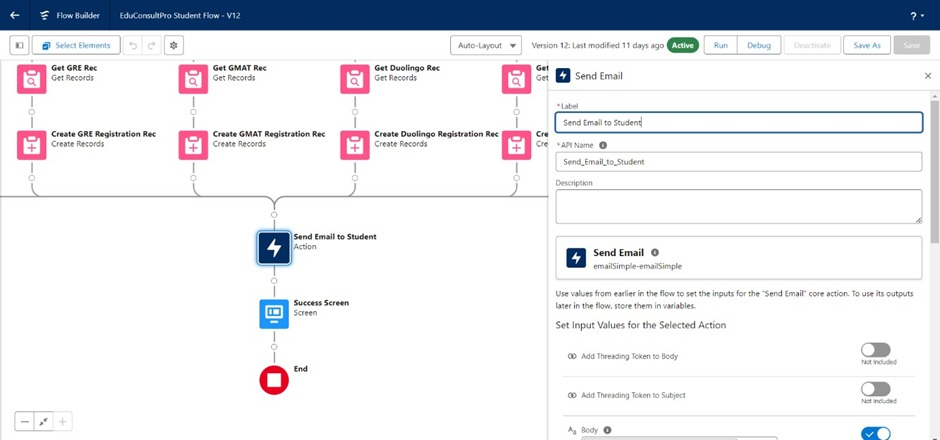 Flow Builder
EduConsultPro Student Flow - V12
?
Select Elements
Auto-Layout
Version 12: Last modified 11 days ago
Active
Run
Debug
Deactivate
Save As
Save
Get GRE Rec
Get Records
Get GMAT Rec
Get Records
Get Duolingo Rec
Get Records
Get
Get Records
Create GRE Registration Rec
Create Records
Create GMAT Registration Rec
Create Records
Create Duolingo Registration Rec
Create Records
Send Email to Student
Action
Success Screen
Screen
End
Send Email
* Label
Send Email to Student
* API Name
Send_Email_to_Student
Description
Send Email
emailSimple-emailSimple
Use values from earlier in the flow to set the inputs for the "Send Email" core action. To use its outputs
later in the flow, store them in variables.
Set Input Values for the Selected Action
Add Threading Token to Body
Not Included
Add Threading Token to Subject
Not Included
Aa Body